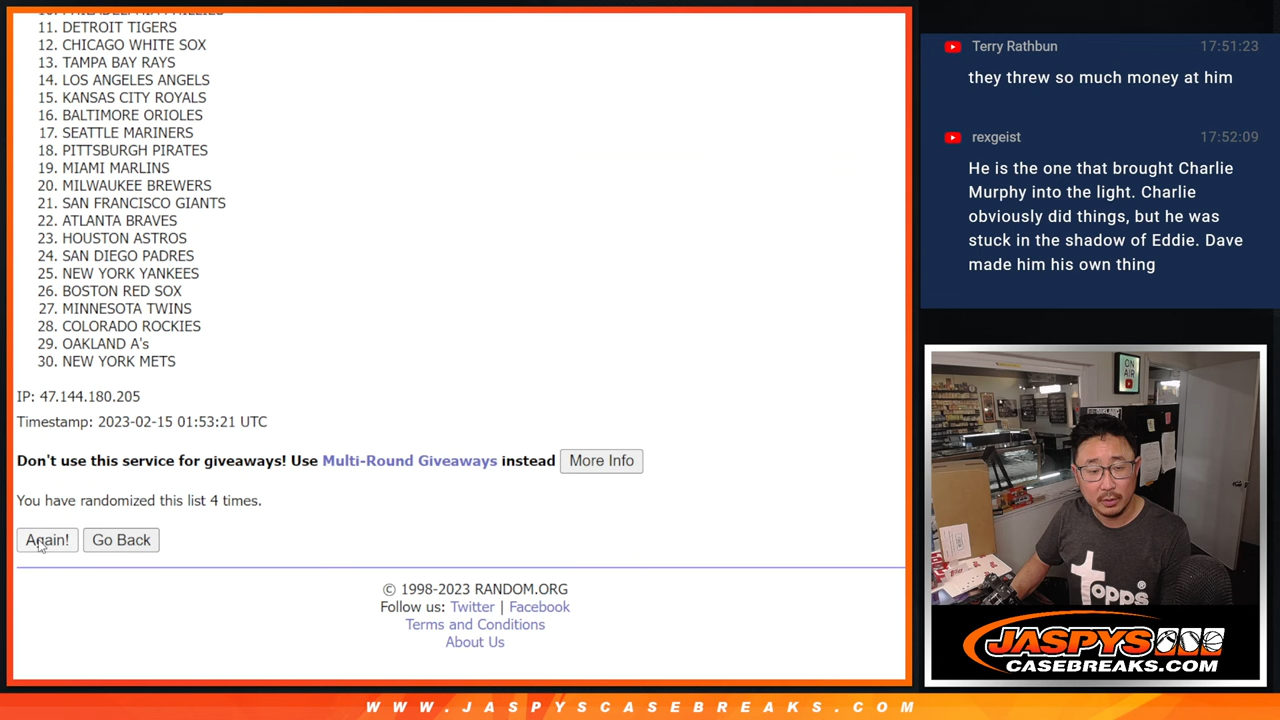 11. DETROIT TIGERS
12. CHICAGO WHITE SOX
13. TAMPA BAY RAYS
14. LOS ANGELES ANGELS
15. KANSAS CITY ROYALS
16. BALTIMORE ORIOLES
17. SEATTLE MARINERS
18. PITTSBURGH PIRATES
19. MIAMI MARLINS
20. MILWAUKEE BREWERS
21. SAN FRANCISCO GIANTS
22. ATLANTA BRAVES
23. HOUSTON ASTROS
24. SAN DIEGO PADRES
25. NEW YORK YANKEES
26. BOSTON RED SOX
27. MINNESOTA TWINS
28. COLORADO ROCKIES
29. OAKLAND A's
30. NEW YORK METS
IP: 47.144.180.205
Timestamp: 2023-02-15 01:53:21 UTC
Don't use this service for giveaways! Use Multi-Round Giveaways instead More Info
You have randomized this list 4 times.
Again! Go Back
© 1998-2023 RANDOM.ORG
Follow us: Twitter | Facebook
Terms and Conditions
About Us
Terry Rathbun 17:51:23
they threw so much money at him
rexgeist 17:52:09
He is the one that brought Charlie
Murphy into the light. Charlie
obviously did things, but he was
stuck in the shadow of Eddie. Dave
made him his own thing
ON
AIR
Topps
JASPYS
CASEBREAKS.COM
WWW.JASPYSCASEBREAKS.COM